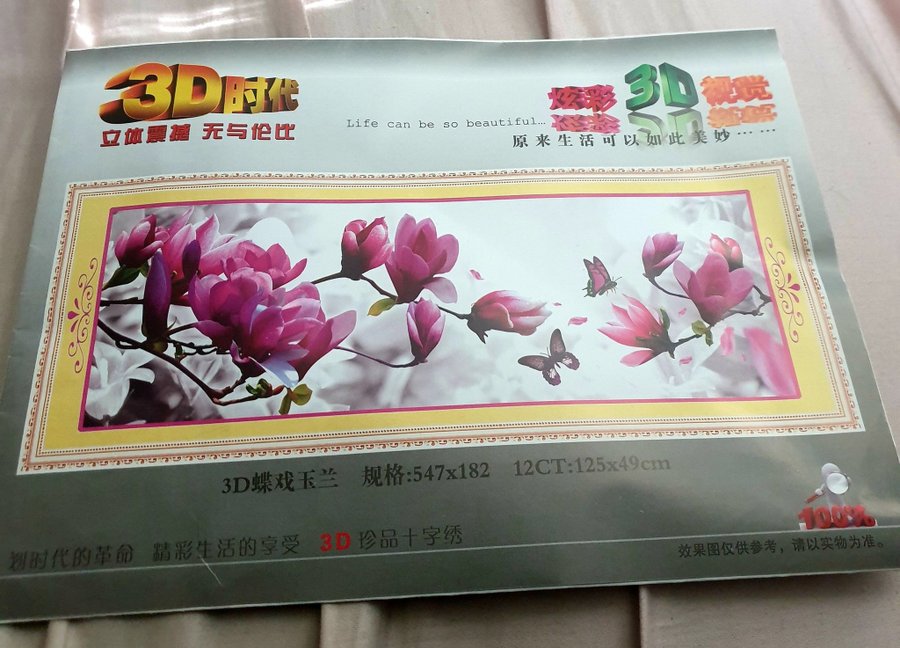 3D时代
立体震撼 无与伦比
炫彩3D视觉
Life can be so beautiful...
原来生活可以如此美妙……
3D蝶戏玉兰 规格:547x182 12CT:125x49cm
划时代的革命 精彩生活的享受 3D珍品十字绣
100%
效果图仅供参考，请以实物为准。